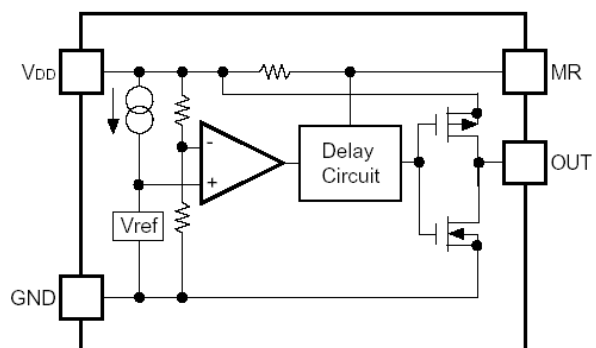 VDD
MR
-
+
Delay
Circuit
OUT
Vref
GND